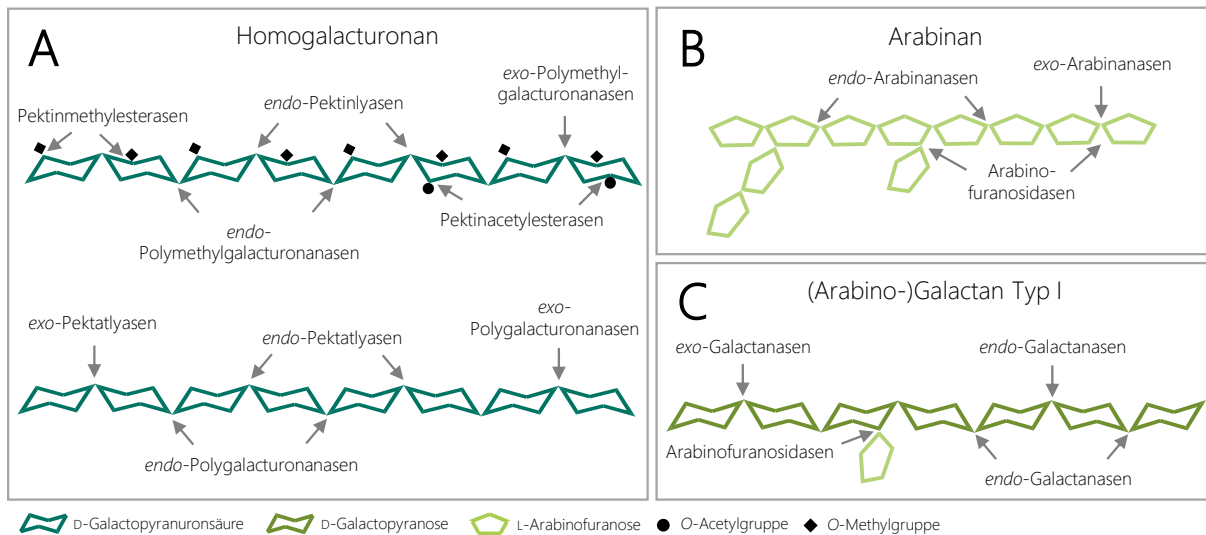 A
Homogalacturonan
Pektinmethylesterasen
endo-Pektinlyasen
exo-Polymethyl-
galacturonanasen
endo-
Polymethylgalacturonanasen
Pektinacetylesterasen
exo-Pektatlyasen
endo-Pektatlyasen
exo-
Polygalacturonanasen
endo-Polygalacturonanasen
B
Arabinan
endo-Arabinanasen
exo-Arabinanasen
Arabino-
furanosidasen
C
(Arabino-)Galactan Typ I
exo-Galactanasen
endo-Galactanasen
Arabinofuranosidasen
endo-Galactanasen
D-Galactopyranuronsäure
D-Galactopyranose
L-Arabinofuranose
O-Acetylgruppe
O-Methylgruppe